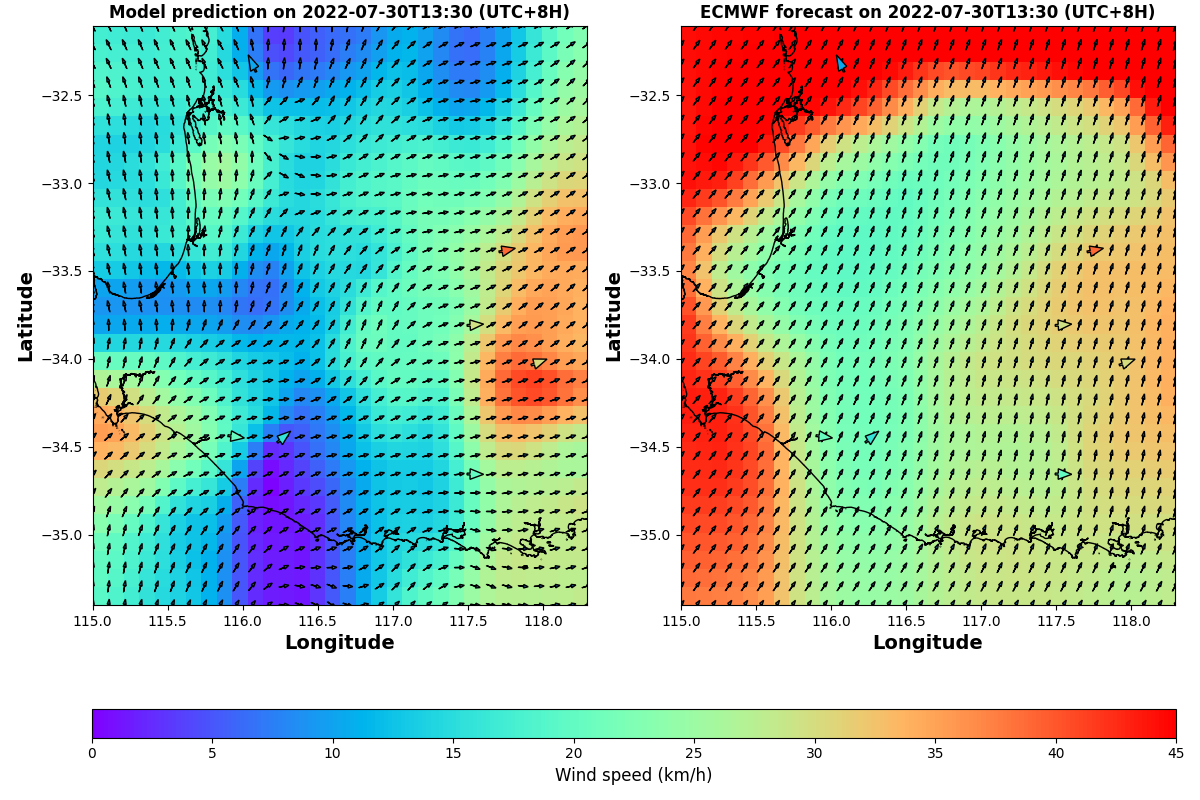 Model prediction on 2022-07-30T13:30 (UTC+8H)
ECMWF forecast on 2022-07-30T13:30 (UTC+8H)
−32.5
−33.0
−33.5
−34.0
−34.5
−35.0
Latitude
115.0 115.5 116.0 116.5 117.0 117.5 118.0
Longitude
−32.5
−33.0
−33.5
−34.0
−34.5
−35.0
Latitude
115.0 115.5 116.0 116.5 117.0 117.5 118.0
Longitude
0 5 10 15 20 25 30 35 40 45
Wind speed (km/h)